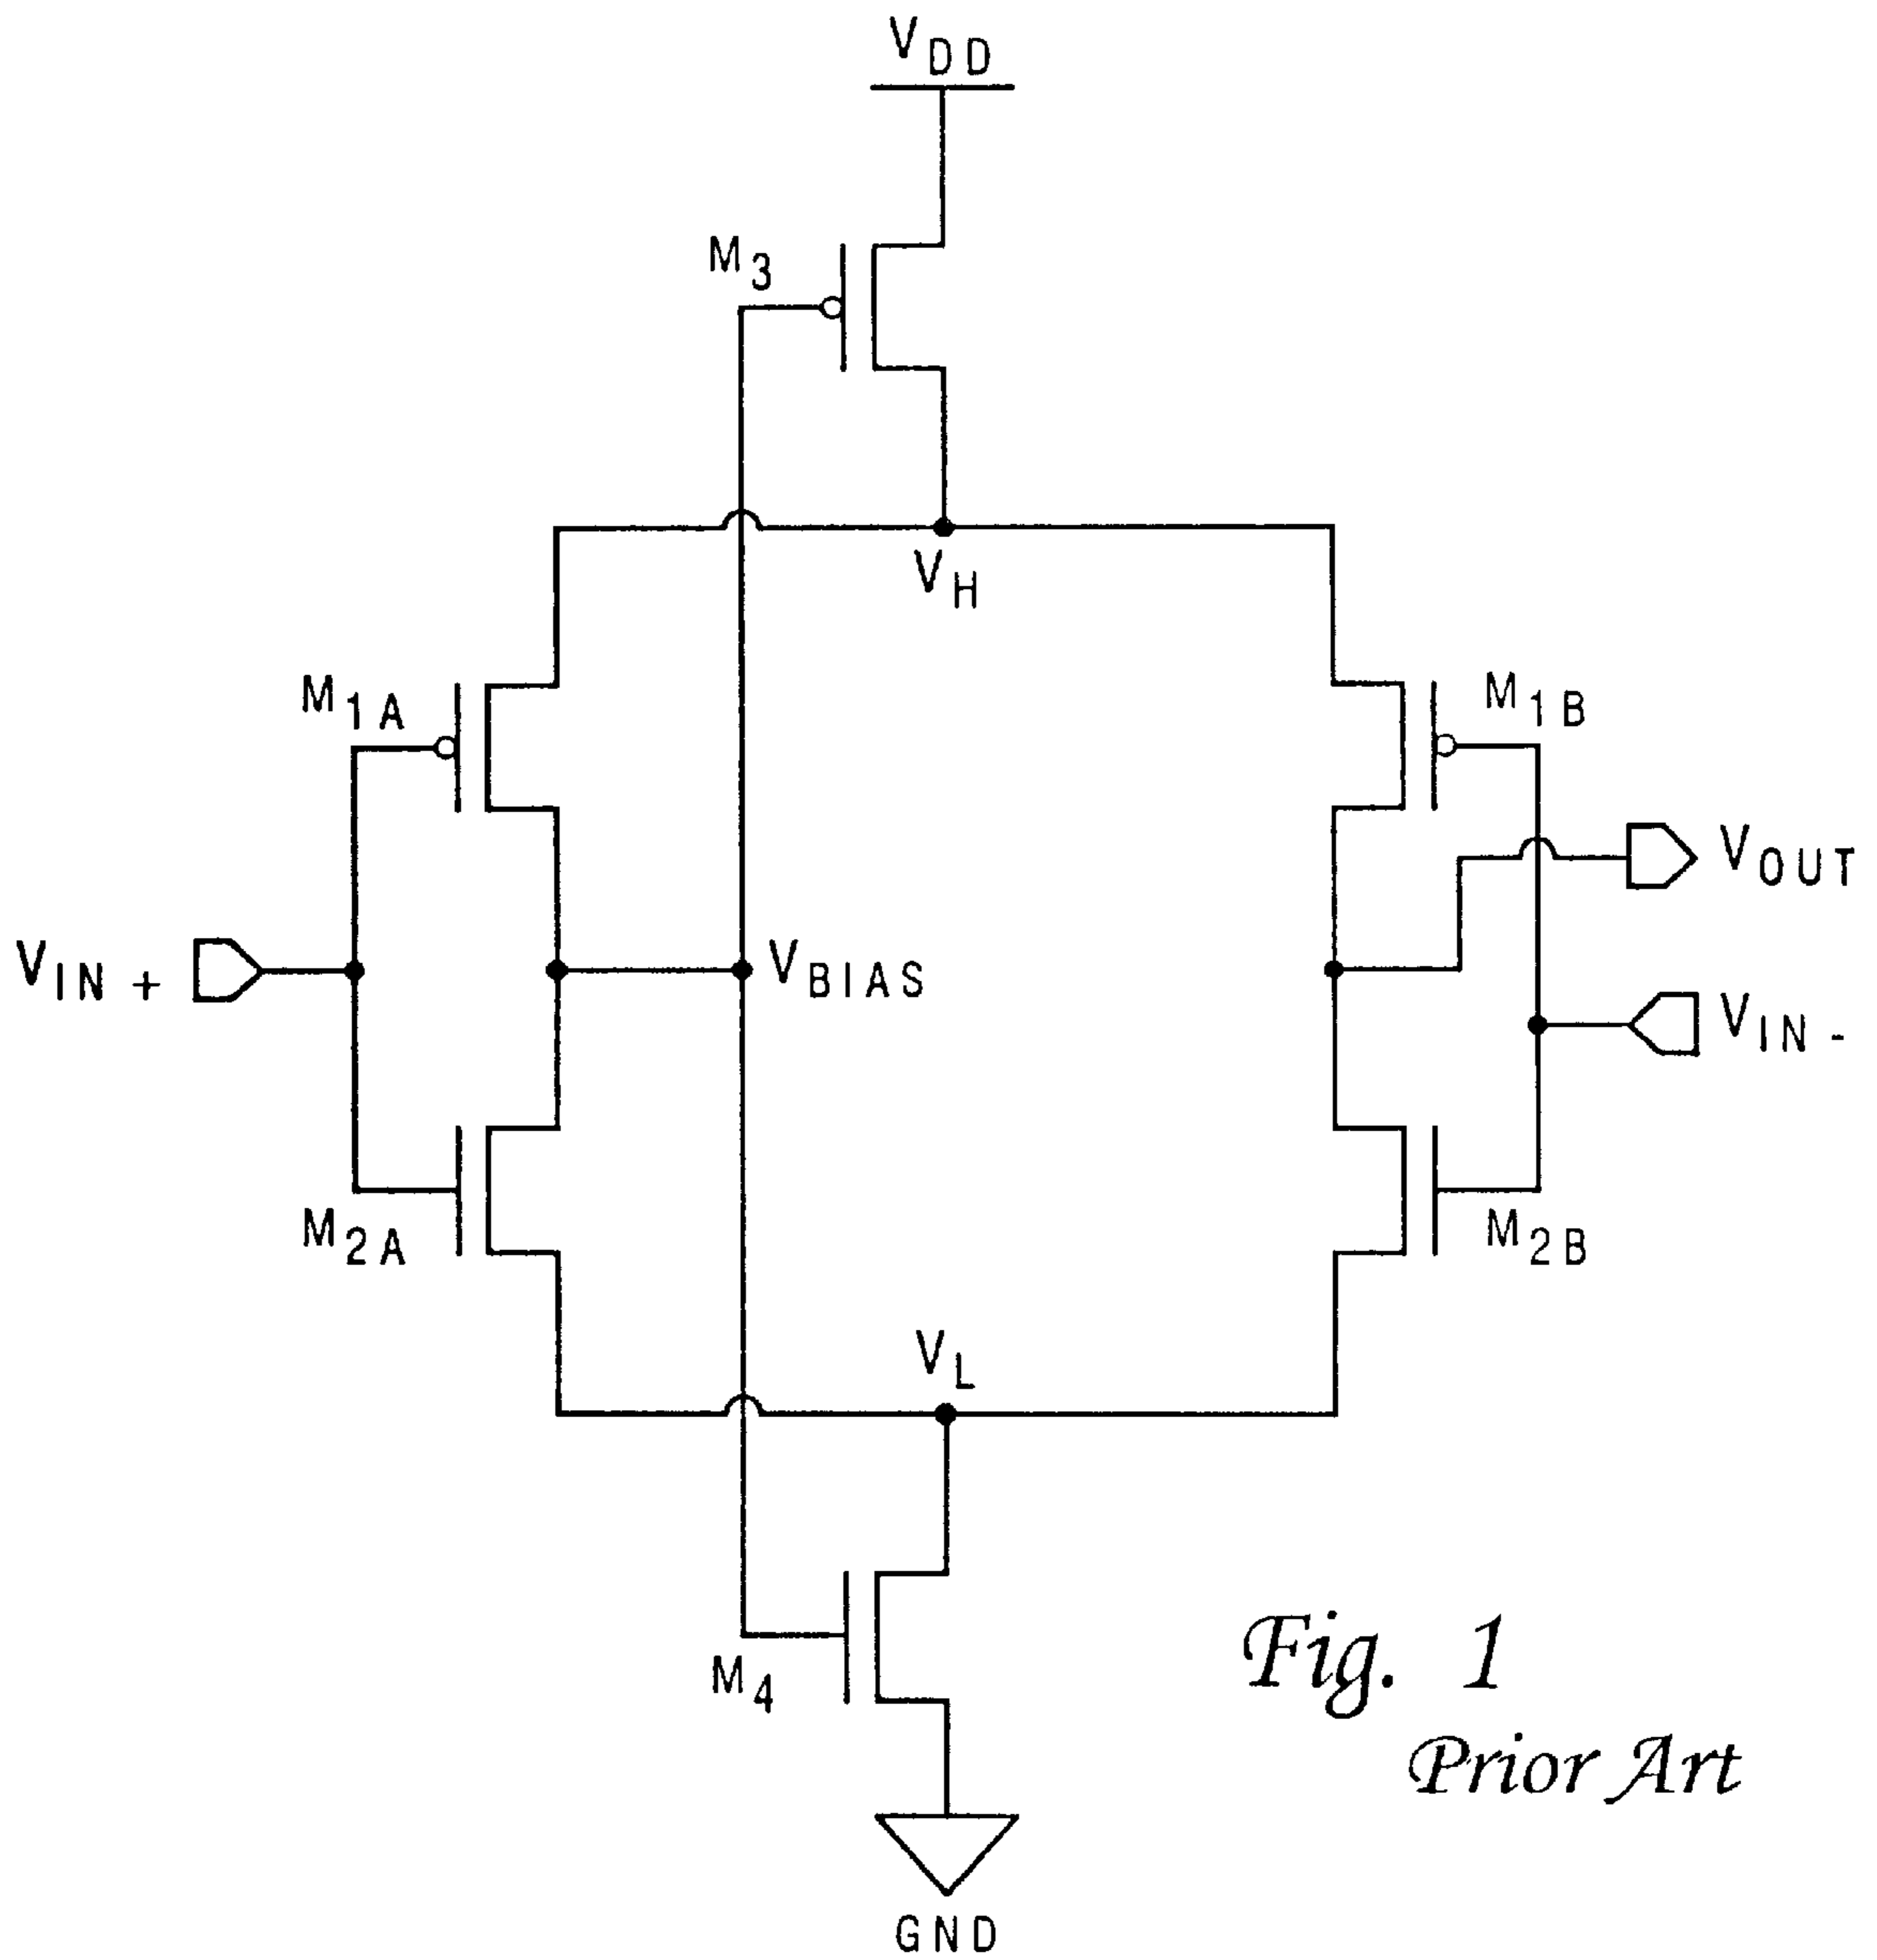 VDD
M3
VH
M1A
M1B
VOUT
VIN+
VBIAS
VIN-
M2A
M2B
VL
M4
Fig. 1
Prior Art
GND